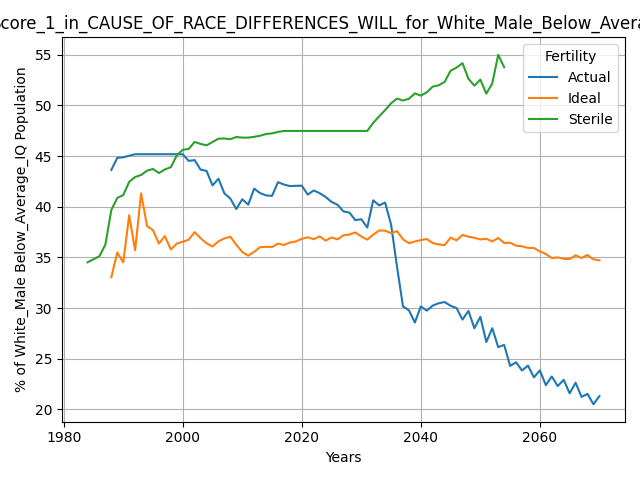 score_1_in_CAUSE_OF_RACE_DIFFERENCES_WILL_for_White_Male_Below_Avera
Fertility
Actual
Ideal
Sterile
% of White_Male Below_Average_IQ Population
55
50
45
40
35
30
25
20
1980
2000
2020
2040
2060
Years